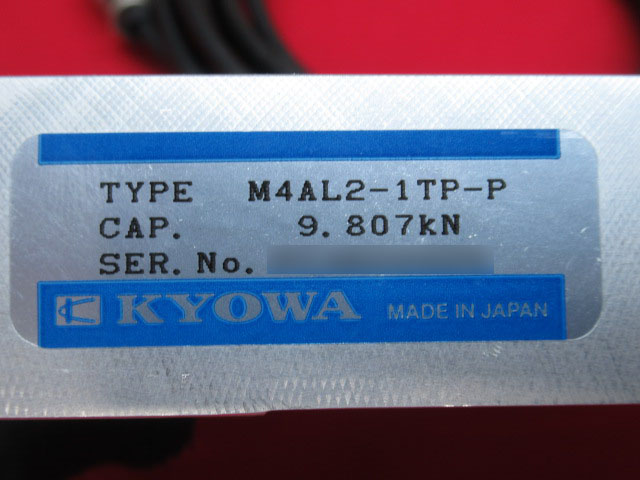 TYPE M4AL2-1TP-P
CAP. 9.807kN
SER. No.
KYOWA MADE IN JAPAN